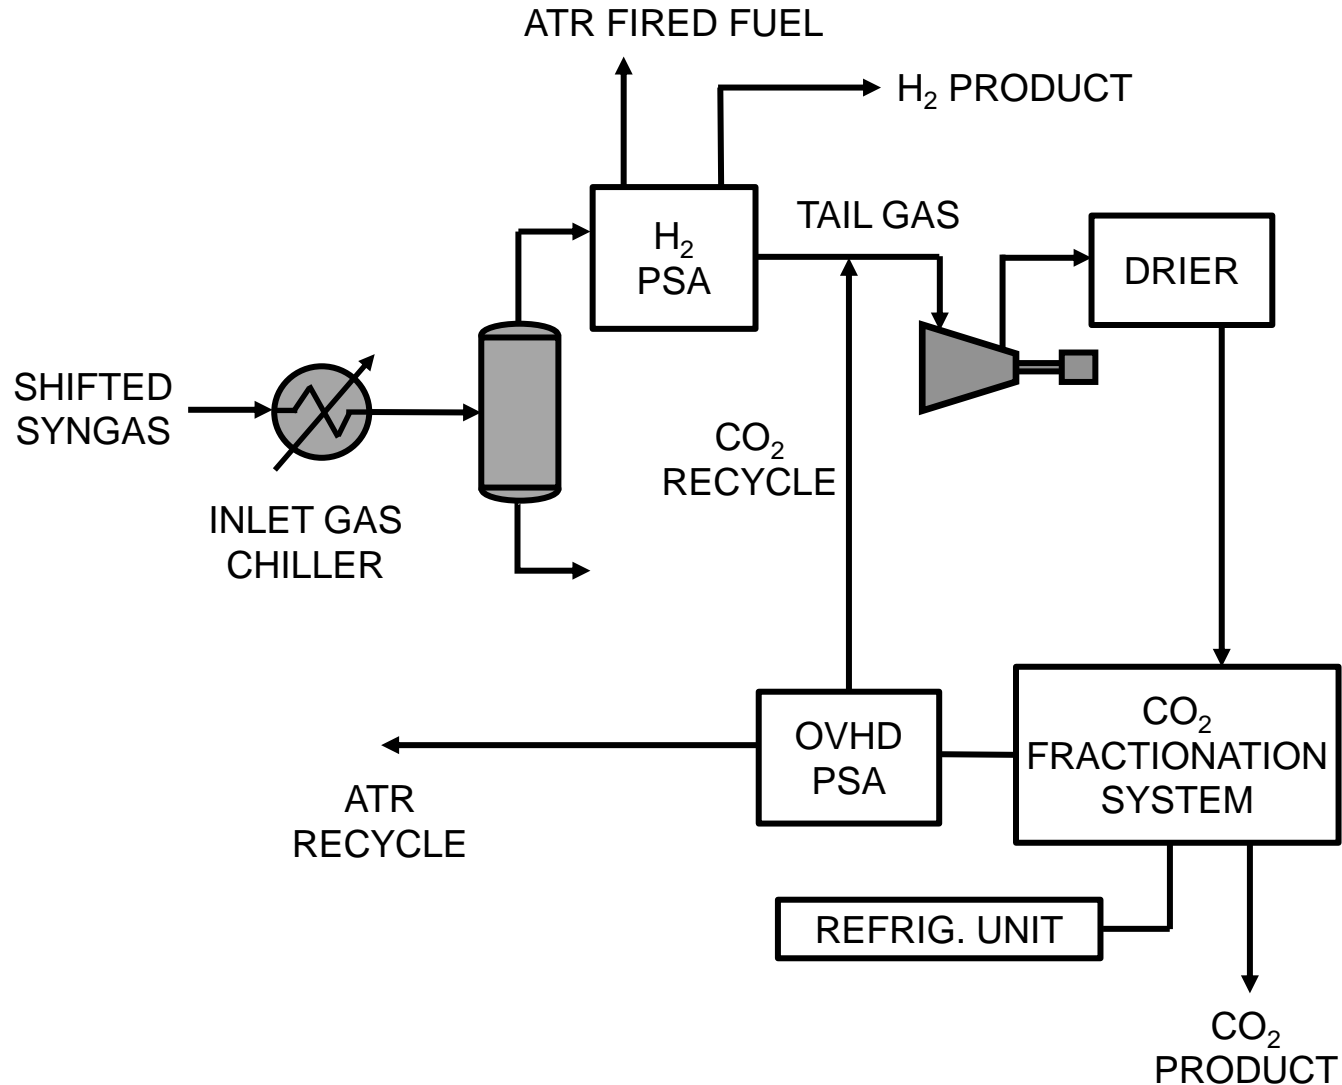 ATR FIRED FUEL
H₂ PRODUCT
H₂
PSA
TAIL GAS
DRIER
SHIFTED
SYNGAS
INLET GAS
CHILLER
CO₂
RECYCLE
OVHD
PSA
CO₂
FRACTIONATION
SYSTEM
ATR
RECYCLE
REFRIG. UNIT
CO₂
PRODUCT